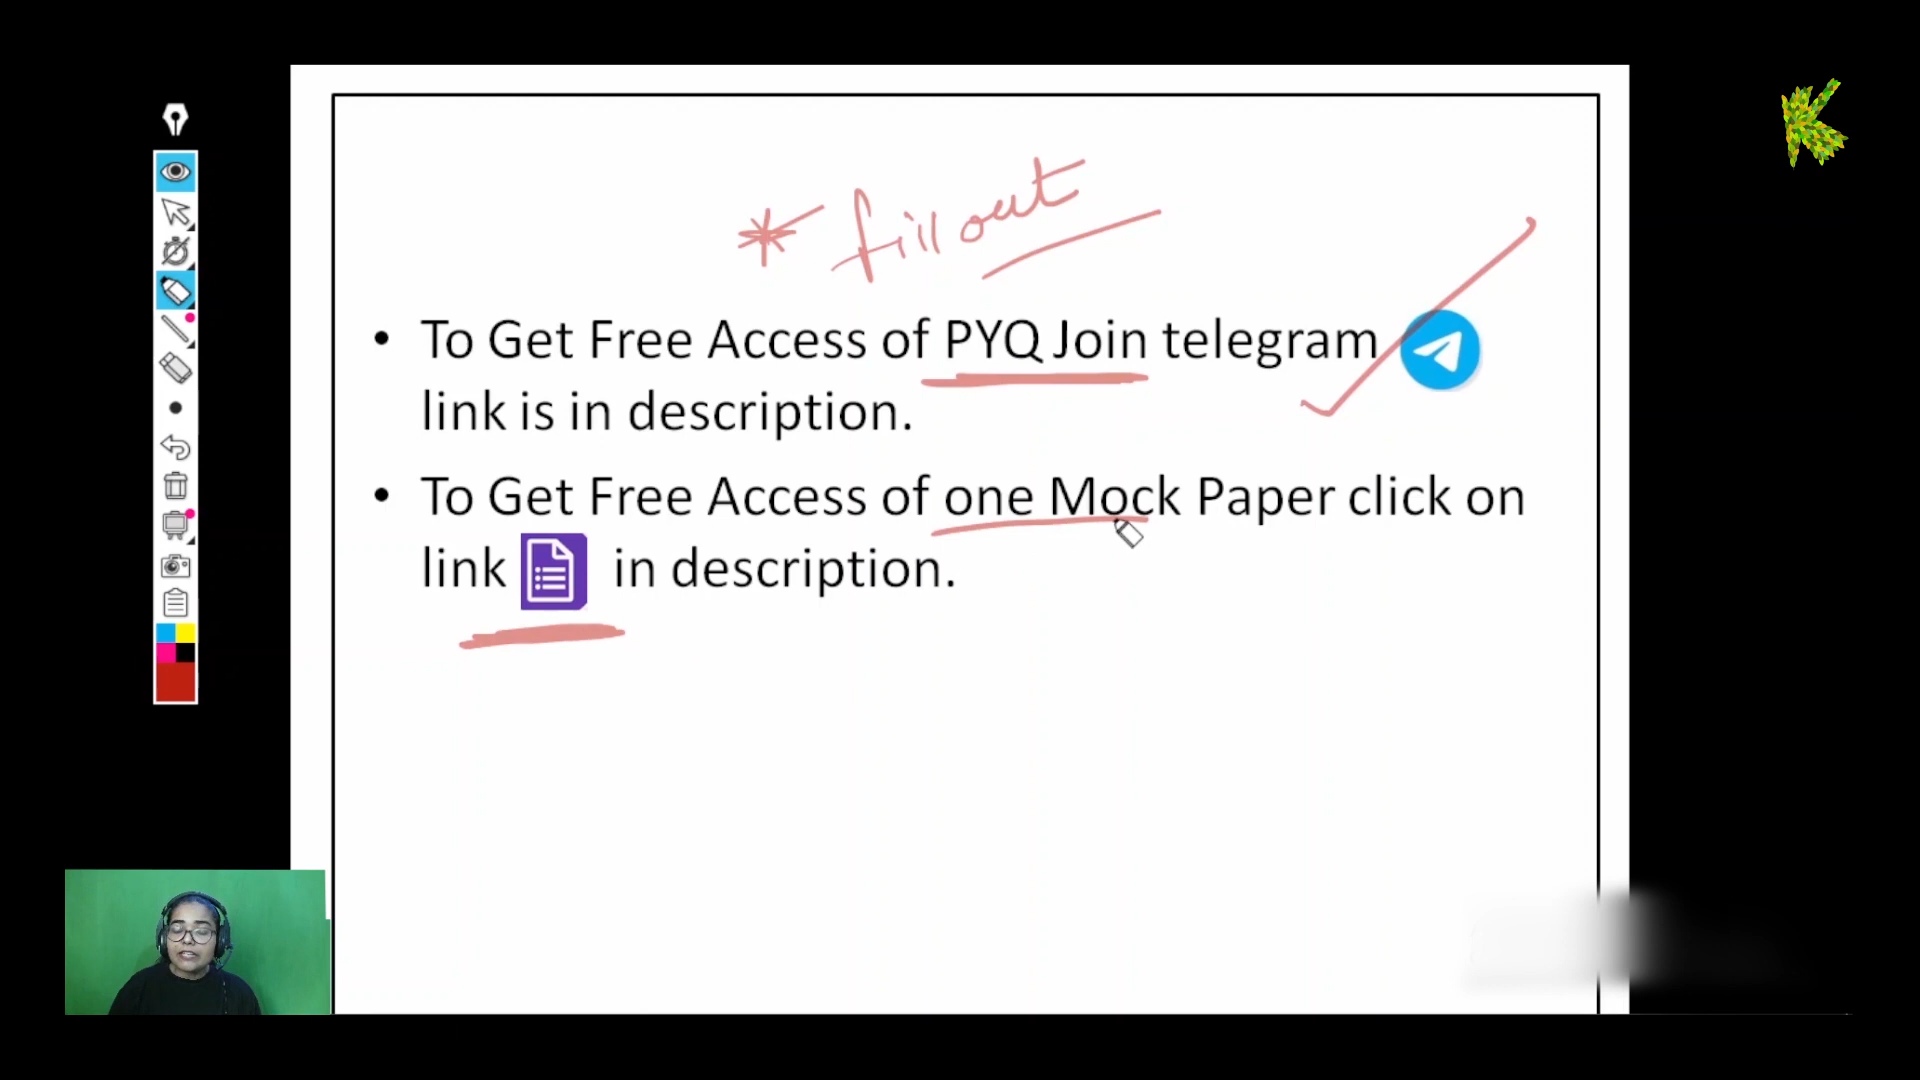 * fill out
• To Get Free Access of PYQ Join telegram
link is in description.
• To Get Free Access of one Mock Paper click on
link in description.